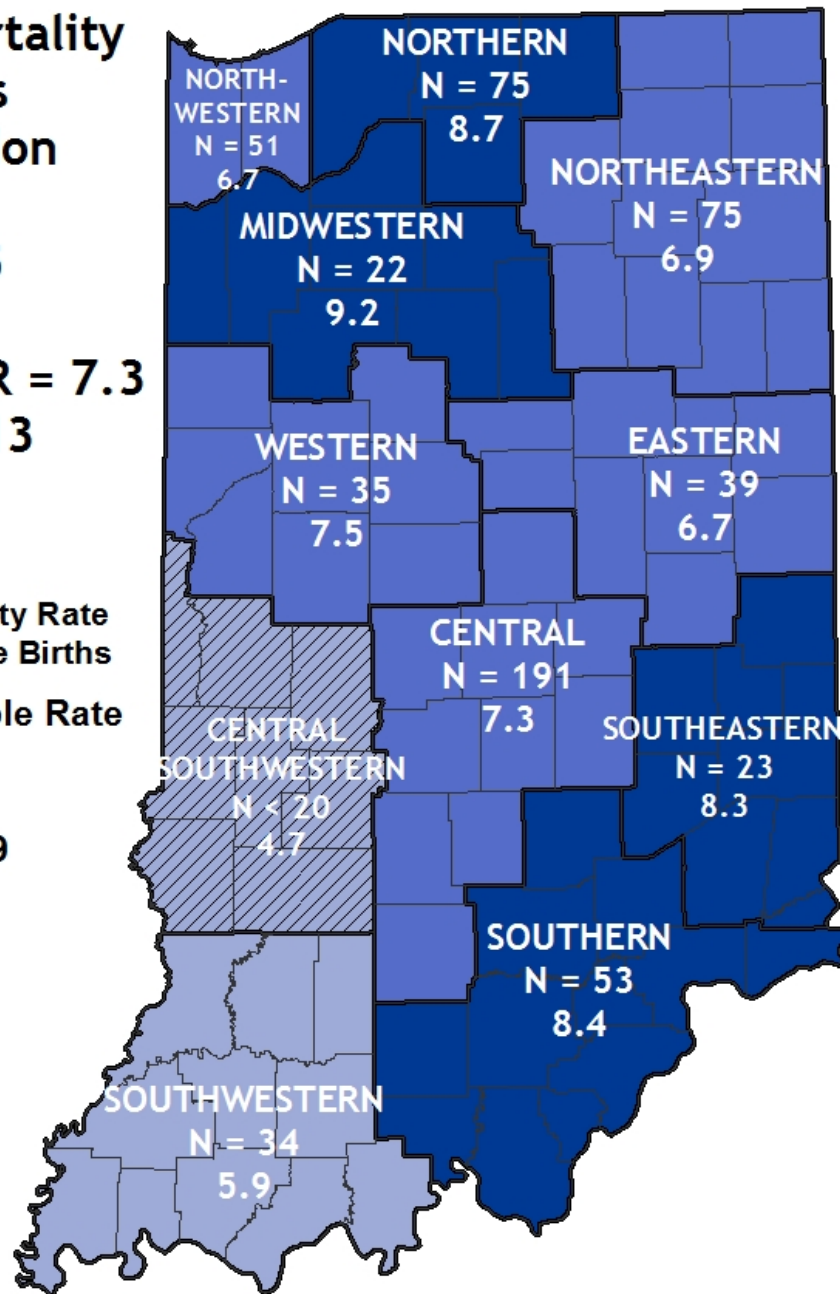 rtality
s
on
R = 7.3
3
ty Rate
e Births
ble Rate
9
NORTH-
WESTERN
N = 51
6.7
NORTHERN
N = 75
8.7
NORTHEASTERN
N = 75
6.9
MIDWESTERN
N = 22
9.2
WESTERN
N = 35
7.5
EASTERN
N = 39
6.7
CENTRAL
N = 191
7.3
CENTRAL
SOUTHWESTERN
N < 20
4.7
SOUTHEASTERN
N = 23
8.3
SOUTHERN
N = 53
8.4
SOUTHWESTERN
N = 34
5.9